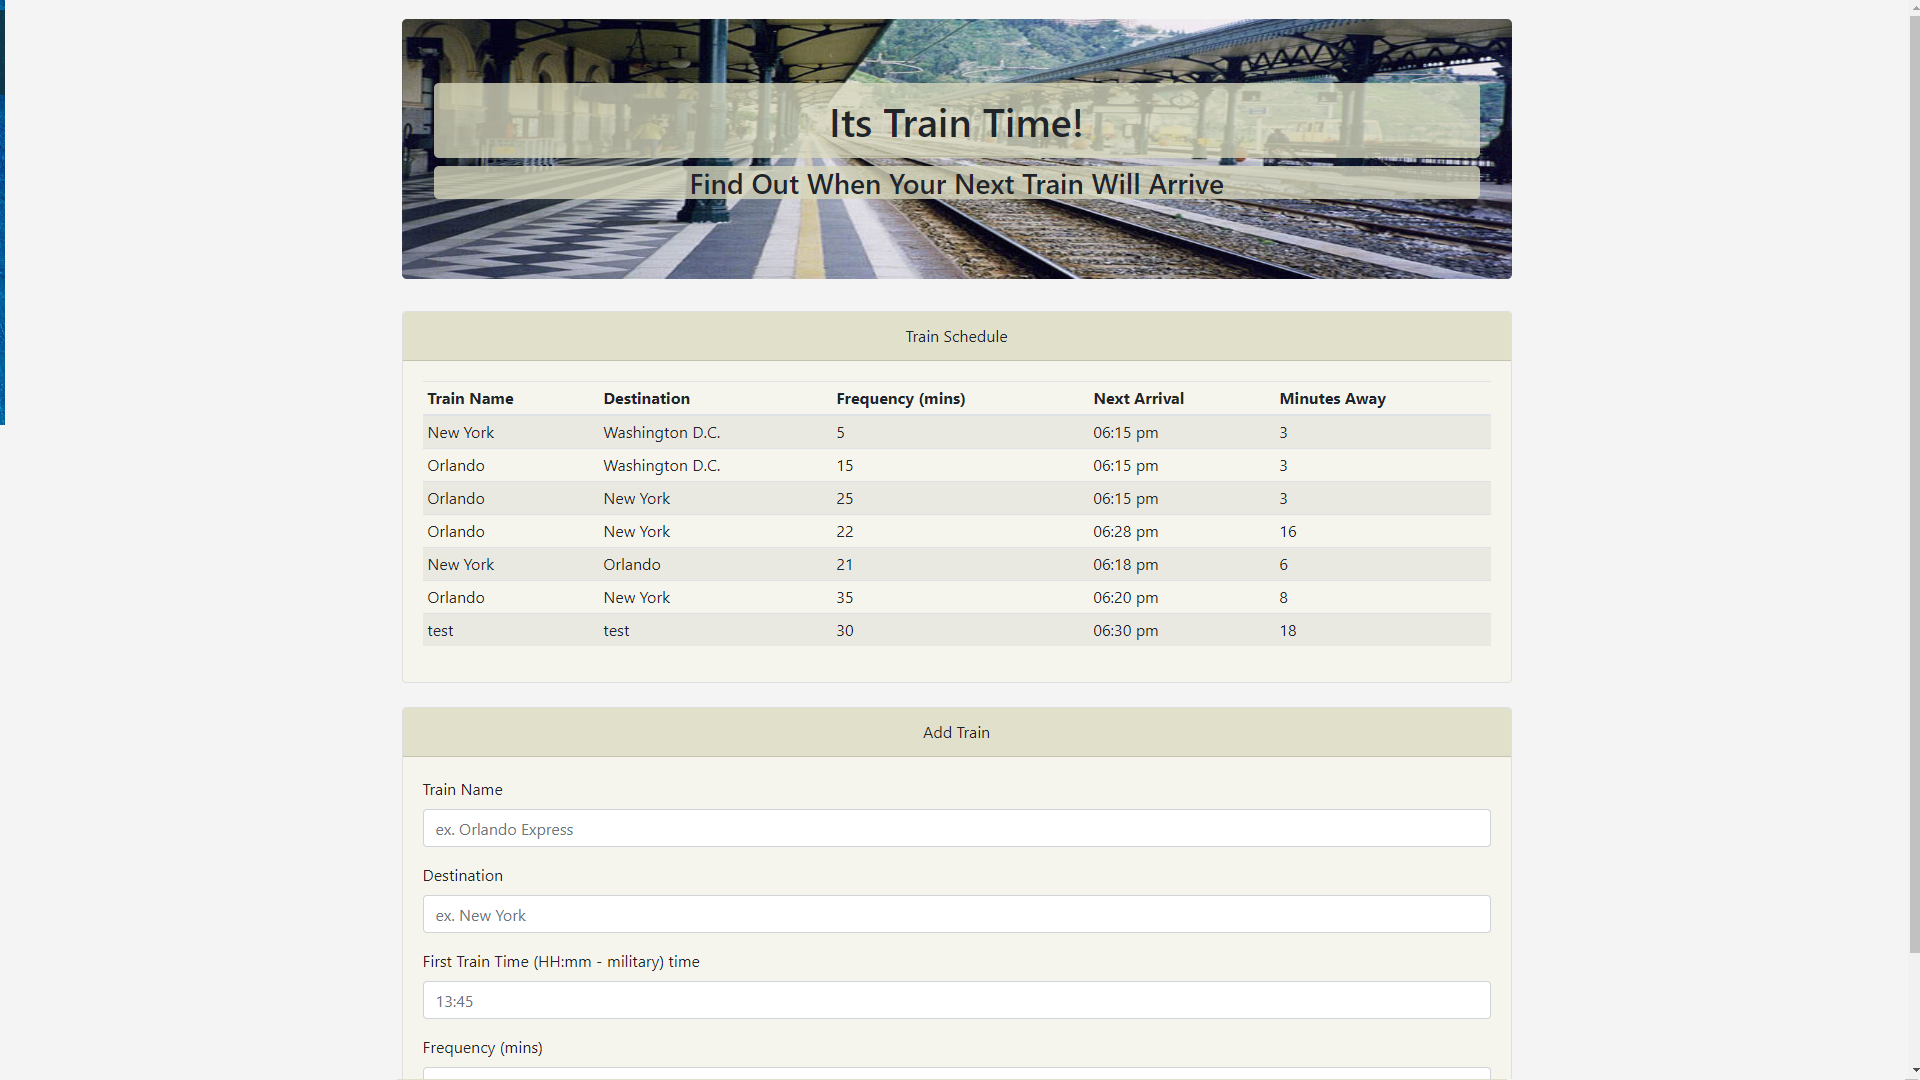 Its Train Time!
Find Out When Your Next Train Will Arrive
Train Schedule
Train Name Destination Frequency (mins) Next Arrival Minutes Away
New York Washington D.C. 5 06:15 pm 3
Orlando Washington D.C. 15 06:15 pm 3
Orlando New York 25 06:15 pm 3
Orlando New York 22 06:28 pm 16
New York Orlando 21 06:18 pm 6
Orlando New York 35 06:20 pm 8
test test 30 06:30 pm 18
Add Train
Train Name
ex. Orlando Express
Destination
ex. New York
First Train Time (HH:mm - military) time
13:45
Frequency (mins)